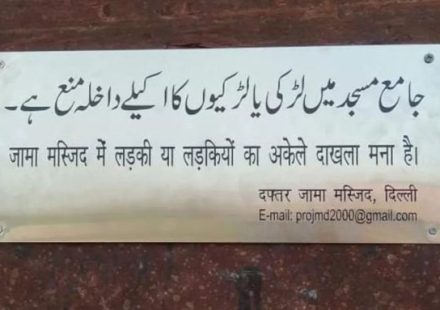 جامع مسجد میں لڑکی یا لڑکیوں کا اکیلے داخلہ منع ہے۔
जामा मस्जिद में लड़की या लड़कियों का अकेले दाखला मना है।
दफ्तर जामा मस्जिद, दिल्ली
E-mail: projmd2000@gmail.com